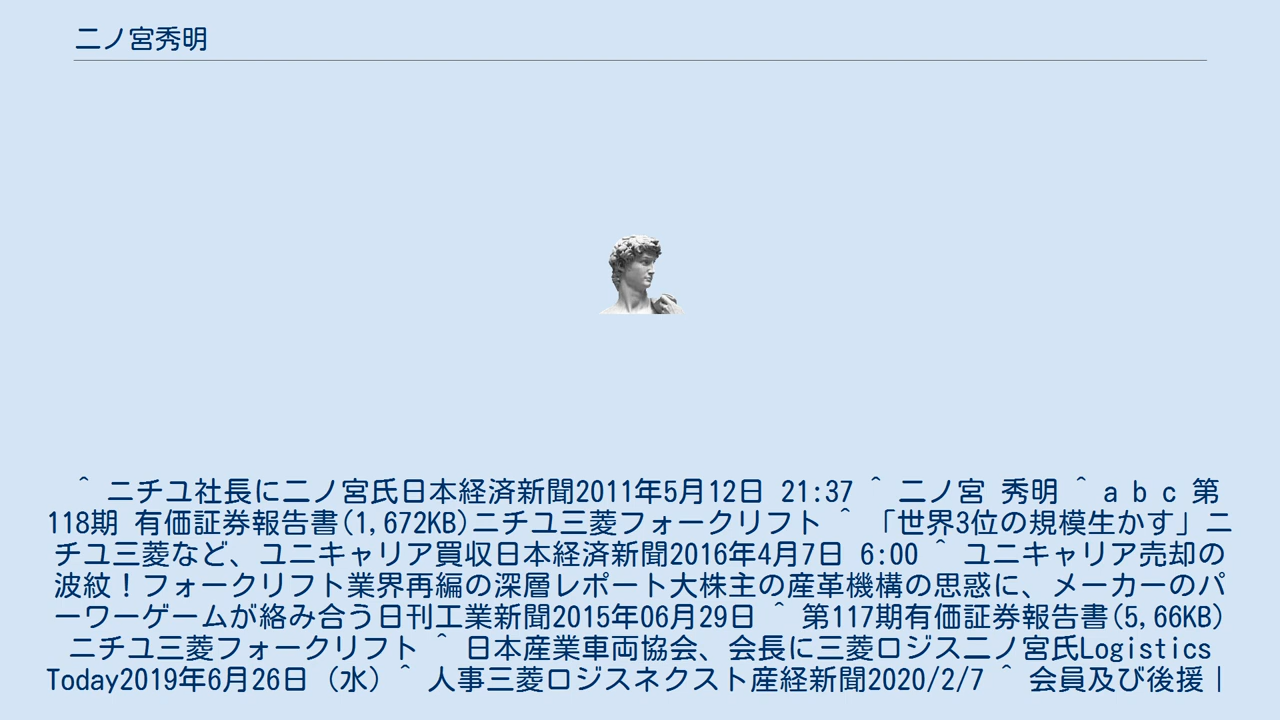 二ノ宮秀明
^ ニチユ社長に二ノ宮氏日本経済新聞2011年5月12日 21:37 ^ 二ノ宮 秀明 ^ a b c 第
118期 有価証券報告書(1,672KB)ニチユ三菱フォークリフト ^ 「世界3位の規模生かす」ニ
チユ三菱など、ユニキャリア買収日本経済新聞2016年4月7日 6:00 ^ ユニキャリア売却の
波紋！フォークリフト業界再編の深層レポート大株主の産革機構の思惑に、メーカーのパ
ーワーゲームが絡み合う日刊工業新聞2015年06月29日 ^ 第117期有価証券報告書(5,66KB)
ニチユ三菱フォークリフト ^ 日本産業車両協会、会長に三菱ロジス二ノ宮氏Logistics
Today2019年6月26日（水）^ 人事三菱ロジスネクスト産経新聞2020/2/7 ^ 会員及び後援 |